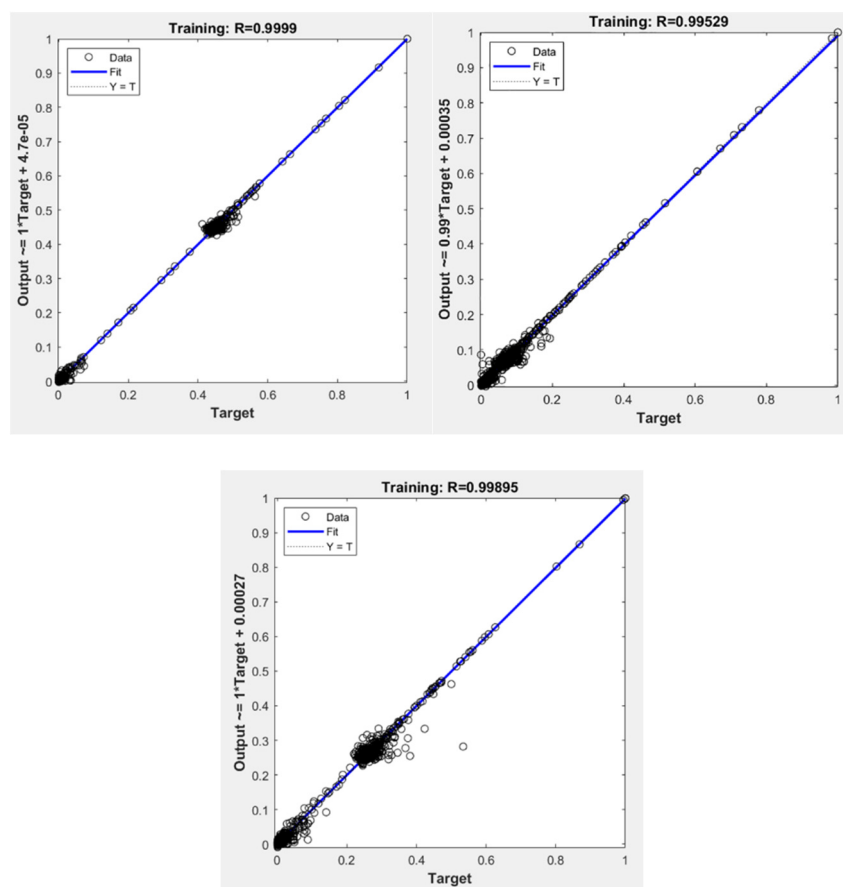 Training: R=0.9999
Output ~= 1*Target + 4.7e-05
Data
Fit
Y = T
1
0.9
0.8
0.7
0.6
0.5
0.4
0.3
0.2
0.1
0
0 0.2 0.4 0.6 0.8 1
Target
Training: R=0.99529
Output ~= 0.99*Target + 0.00035
Data
Fit
Y = T
1
0.9
0.8
0.7
0.6
0.5
0.4
0.3
0.2
0.1
0
0 0.2 0.4 0.6 0.8 1
Target
Training: R=0.99895
Output ~= 1*Target + 0.00027
Data
Fit
Y = T
1
0.9
0.8
0.7
0.6
0.5
0.4
0.3
0.2
0.1
0
0 0.2 0.4 0.6 0.8 1
Target